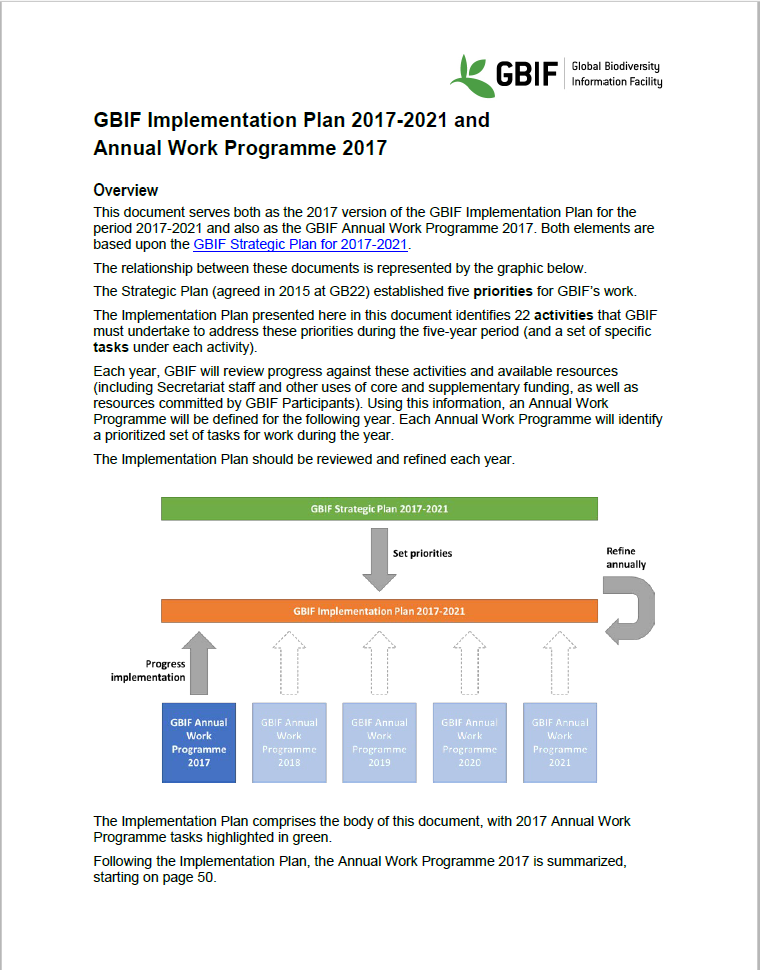 GBIF
Global Biodiversity
Information Facility
GBIF Implementation Plan 2017-2021 and
Annual Work Programme 2017
Overview
This document serves both as the 2017 version of the GBIF Implementation Plan for the
period 2017-2021 and also as the GBIF Annual Work Programme 2017. Both elements are
based upon the GBIF Strategic Plan for 2017-2021.
The relationship between these documents is represented by the graphic below.
The Strategic Plan (agreed in 2015 at GB22) established five priorities for GBIF's work.
The Implementation Plan presented here in this document identifies 22 activities that GBIF
must undertake to address these priorities during the five-year period (and a set of specific
tasks under each activity).
Each year, GBIF will review progress against these activities and available resources
(including Secretariat staff and other uses of core and supplementary funding, as well as
resources committed by GBIF Participants). Using this information, an Annual Work
Programme will be defined for the following year. Each Annual Work Programme will identify
a prioritized set of tasks for work during the year.
The Implementation Plan should be reviewed and refined each year.
GBIF Strategic Plan 2017-2021
Set priorities
Refine
annually
GBIF Implementation Plan 2017-2021
Progress
implementation
GBIF Annual
Work
Programme
2017
GBIF Annual
Work
Programme
2018
GBIF Annual
Work
Programme
2019
GBIF Annual
Work
Programme
2020
GBIF Annual
Work
Programme
2021
The Implementation Plan comprises the body of this document, with 2017 Annual Work
Programme tasks highlighted in green.
Following the Implementation Plan, the Annual Work Programme 2017 is summarized,
starting on page 50.